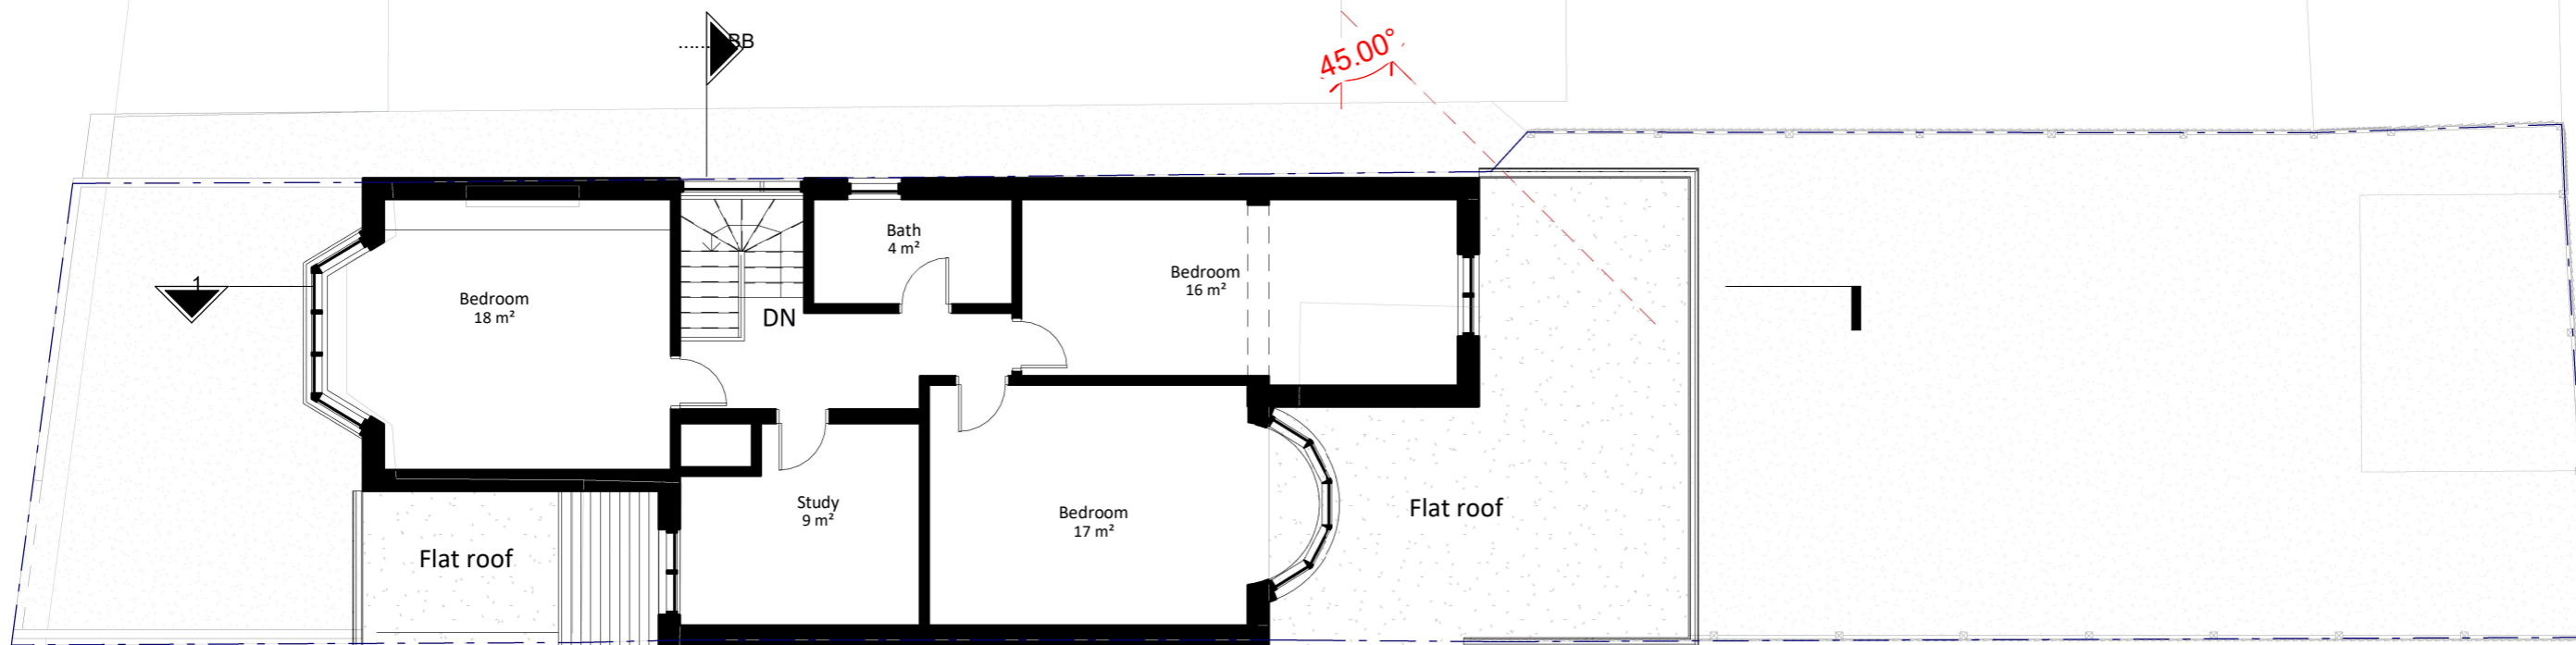 BB
45.00°
1
Bedroom
18 m²
DN
Bath
4 m²
Bedroom
16 m²
Study
9 m²
Bedroom
17 m²
Flat roof
Flat roof